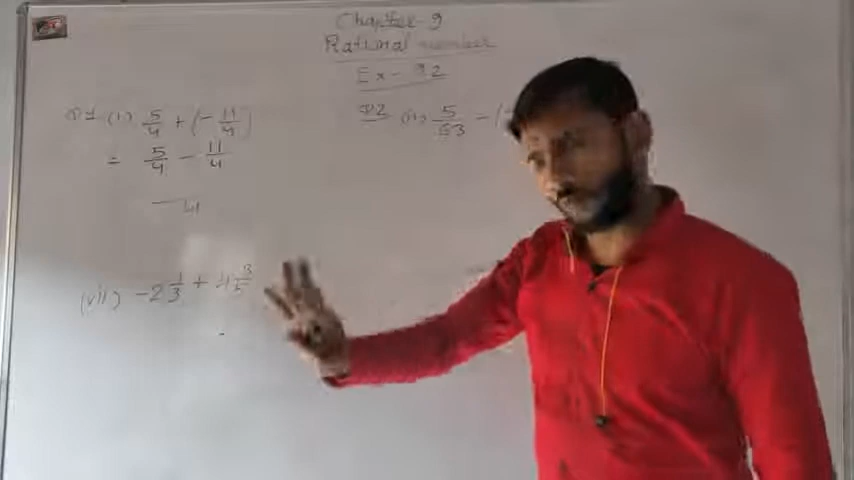 Chapter-9
Rational number
Ex- 9.2
Q1 (i) 5/4 + (- 11/4)
= 5/4 - 11/4
4
(vii) -2 1/3 + 4 3/5
Q2 (i) 5/63 - (-